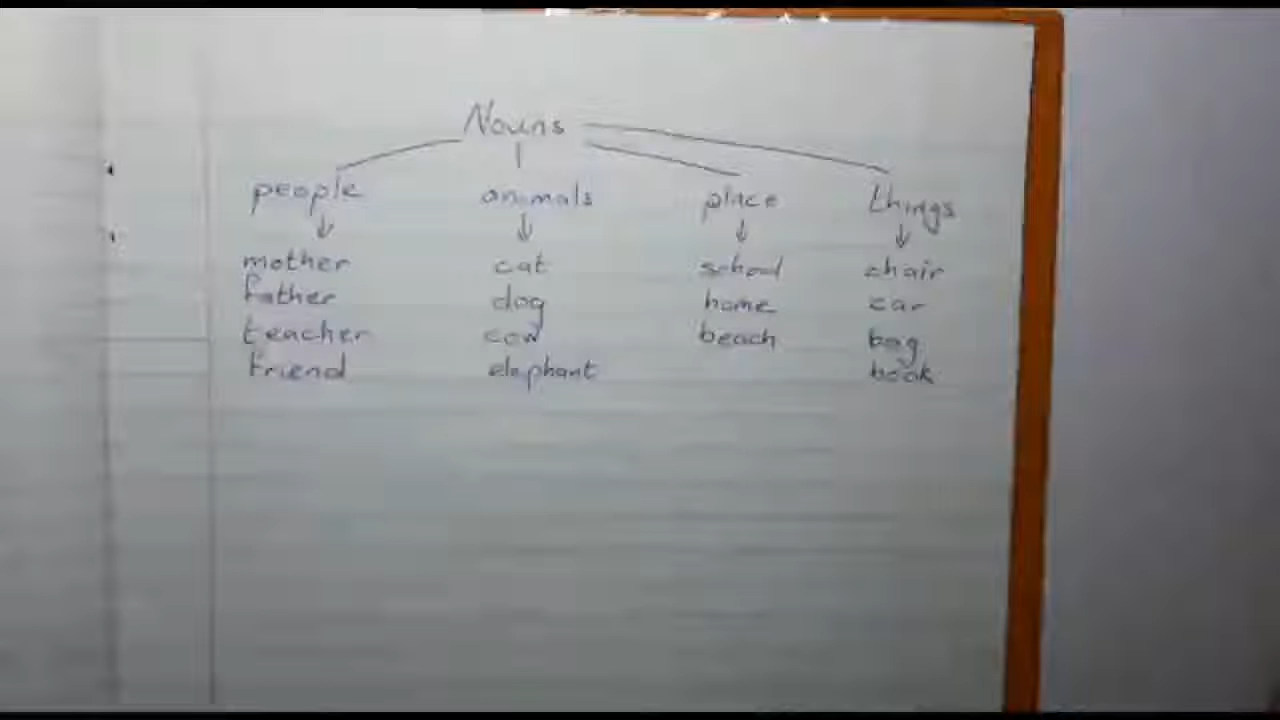 Nouns
people animals place things
↓ ↓ ↓ ↓
mother cat school chair
father dog home car
teacher cow beach bag
friend elephant book